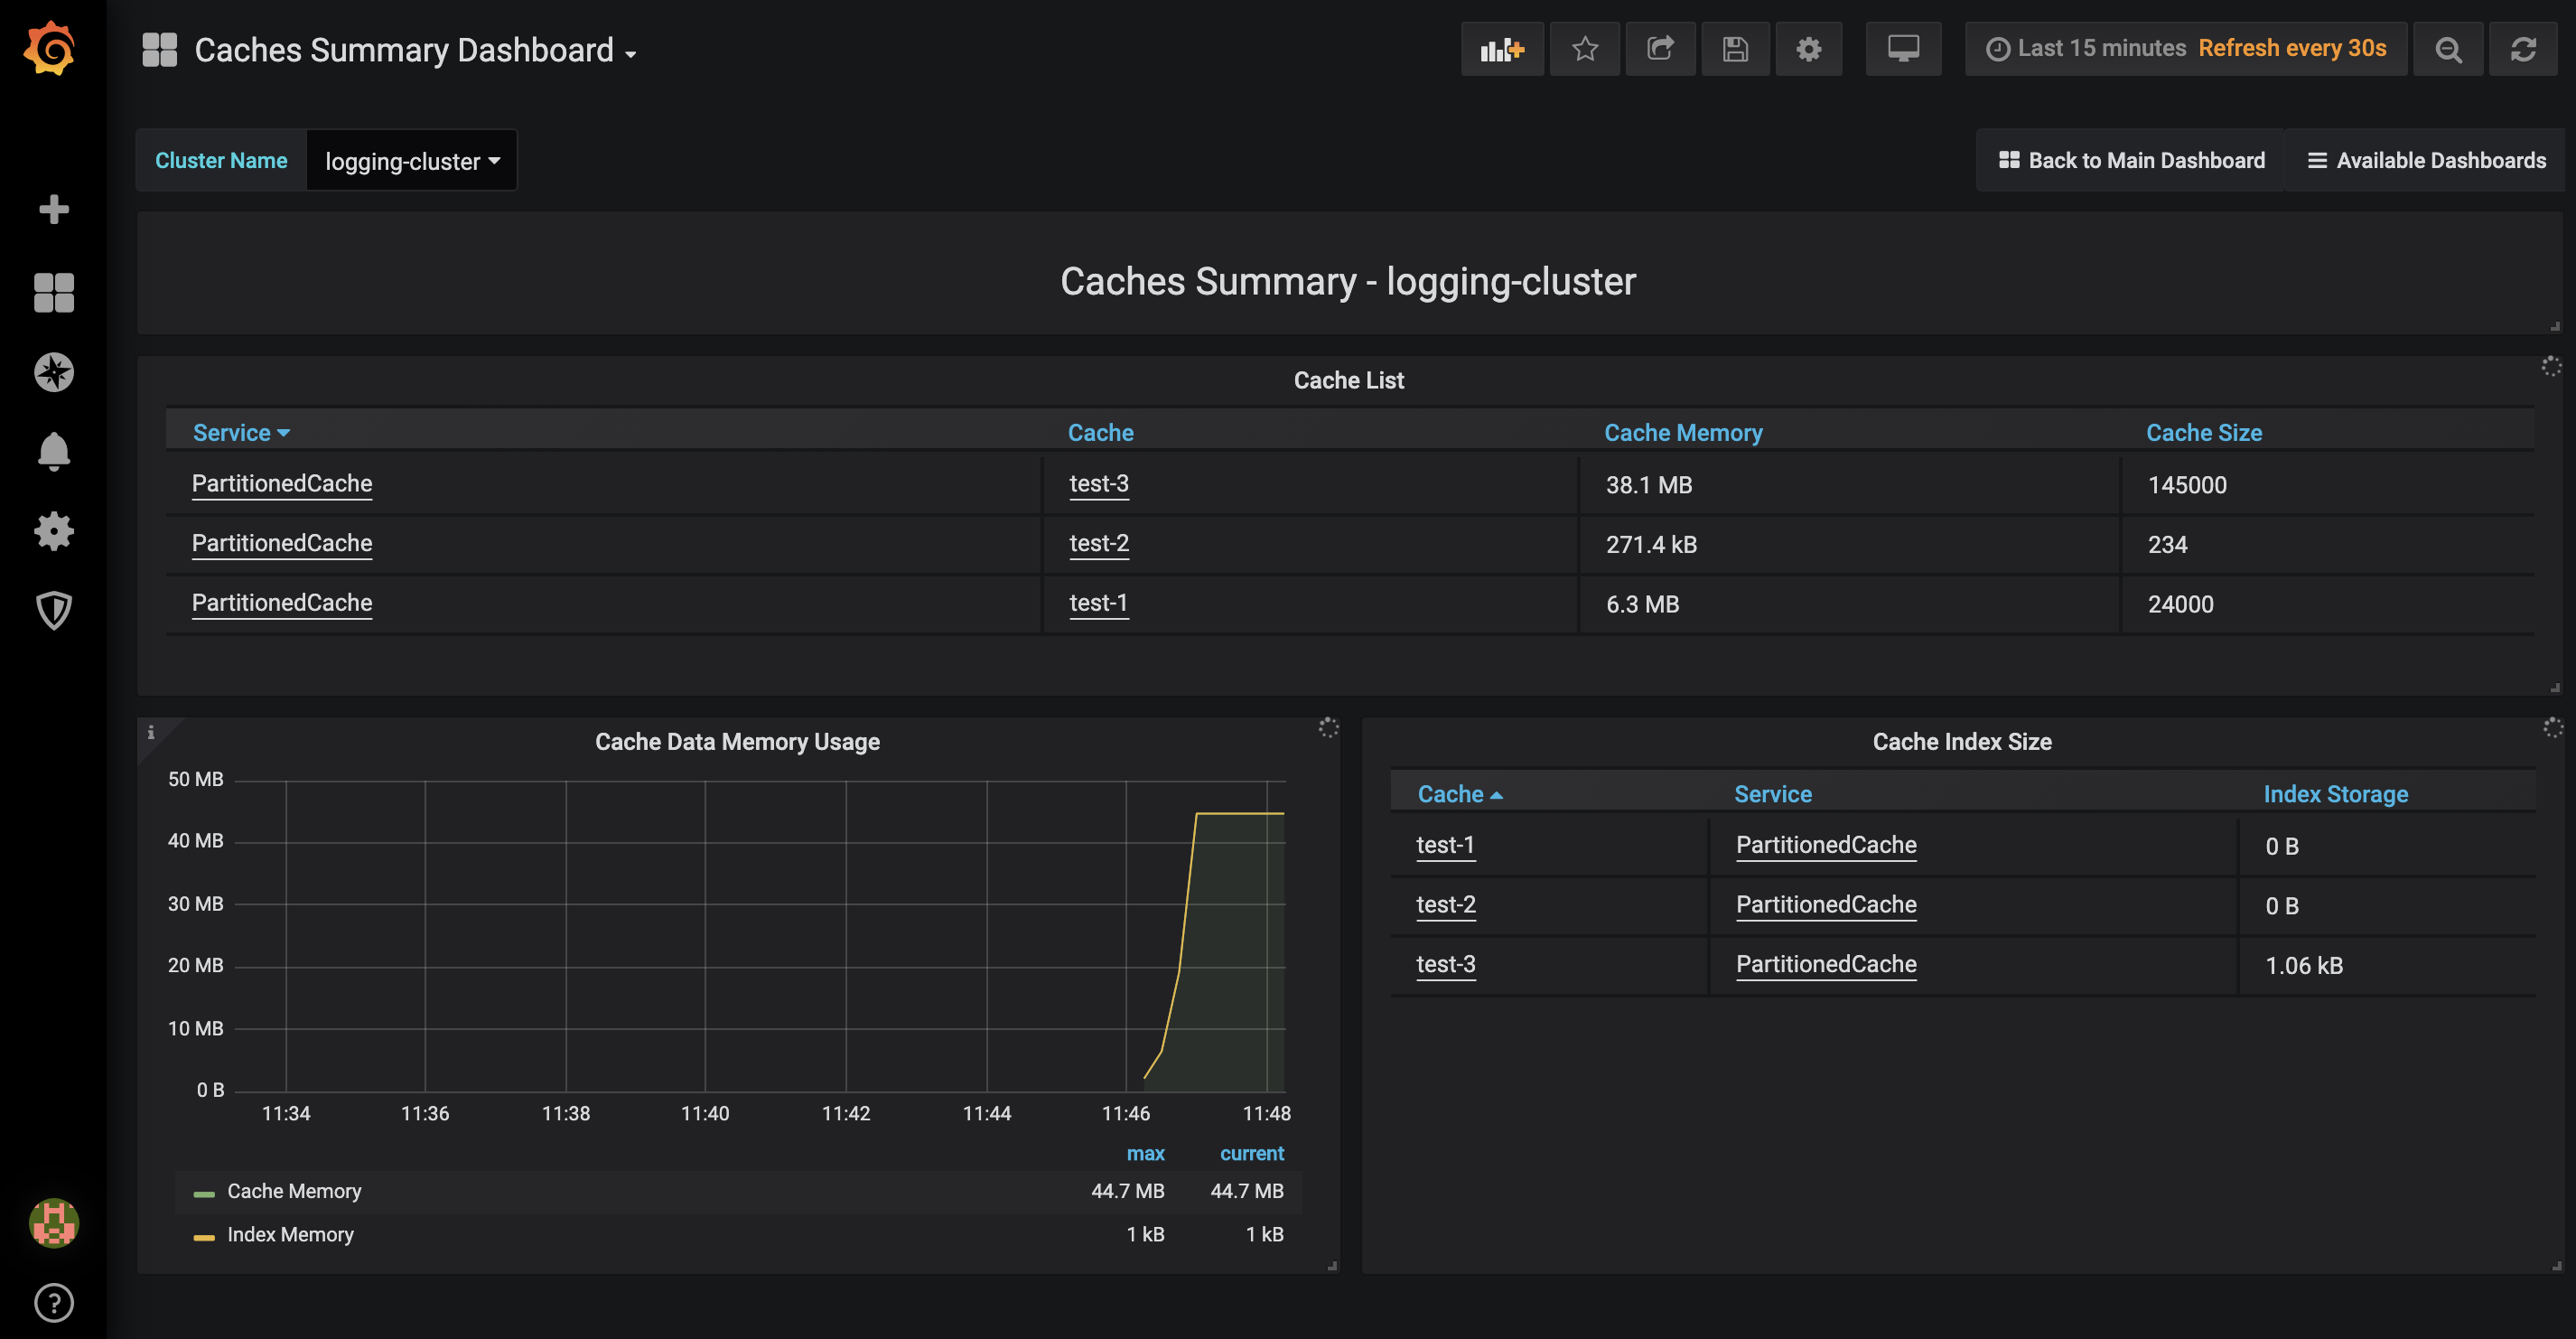 Caches Summary Dashboard
Last 15 minutes Refresh every 30s
Cluster Name logging-cluster
Back to Main Dashboard Available Dashboards
Caches Summary - logging-cluster
Cache List
Service Cache Cache Memory Cache Size
PartitionedCache test-3 38.1 MB 145000
PartitionedCache test-2 271.4 kB 234
PartitionedCache test-1 6.3 MB 24000
i
Cache Data Memory Usage
50 MB
40 MB
30 MB
20 MB
10 MB
0 B
11:34 11:36 11:38 11:40 11:42 11:44 11:46 11:48
max current
Cache Memory 44.7 MB 44.7 MB
Index Memory 1 kB 1 kB
Cache Index Size
Cache Service Index Storage
test-1 PartitionedCache 0 B
test-2 PartitionedCache 0 B
test-3 PartitionedCache 1.06 kB
?